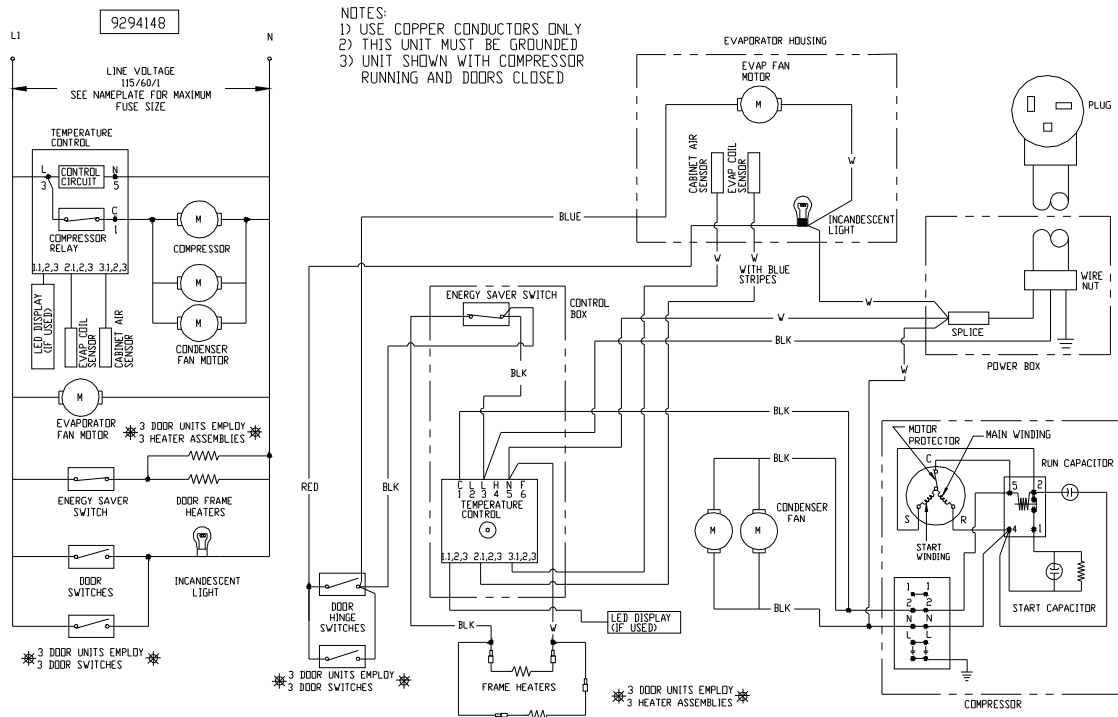 9294148
NOTES:
1) USE COPPER CONDUCTORS ONLY
2) THIS UNIT MUST BE GROUNDED
3) UNIT SHOWN WITH COMPRESSOR
RUNNING AND DOORS CLOSED
L1
N
LINE VOLTAGE
115/60/1
SEE NAMEPLATE FOR MAXIMUM
FUSE SIZE
TEMPERATURE
CONTROL
L
3
CONTROL
CIRCUIT
N
5
C
1
COMPRESSOR
RELAY
1.1,2,3 2.1,2,3 3.1,2,3
LED DISPLAY
(IF USED)
EVAP COIL
SENSOR
CABINET AIR
SENSOR
M
COMPRESSOR
M
M
CONDENSER
FAN MOTOR
M
EVAPORATOR
FAN MOTOR
3 DOOR UNITS EMPLOY
3 HEATER ASSEMBLIES
ENERGY SAVER
SWITCH
DOOR FRAME
HEATERS
DOOR
SWITCHES
INCANDESCENT
LIGHT
3 DOOR UNITS EMPLOY
3 DOOR SWITCHES
EVAPORATOR HOUSING
EVAP FAN
MOTOR
M
CABINET AIR
SENSOR
EVAP COIL
SENSOR
W
INCANDESCENT
LIGHT
BLUE
W
W
WITH BLUE
STRIPES
ENERGY SAVER SWITCH
CONTROL
BOX
BLK
W
W
BLK
W
SPLICE
PLUG
WIRE
NUT
POWER BOX
RED
BLK
BLK
C L L H N F
1 2 3 4 5 6
TEMPERATURE
CONTROL
1.1,2,3 2.1,2,3 3.1,2,3
DOOR
HINGE
SWITCHES
3 DOOR UNITS EMPLOY
3 DOOR SWITCHES
BLK
W
LED DISPLAY
(IF USED)
FRAME HEATERS
3 DOOR UNITS EMPLOY
3 HEATER ASSEMBLIES
BLK
M
M
CONDENSER
FAN
BLK
MOTOR
PROTECTOR
MAIN WINDING
C
P
S
R
START
WINDING
5
2
4
1
RUN CAPACITOR
START CAPACITOR
1 1
2 2
N N
L L
COMPRESSOR